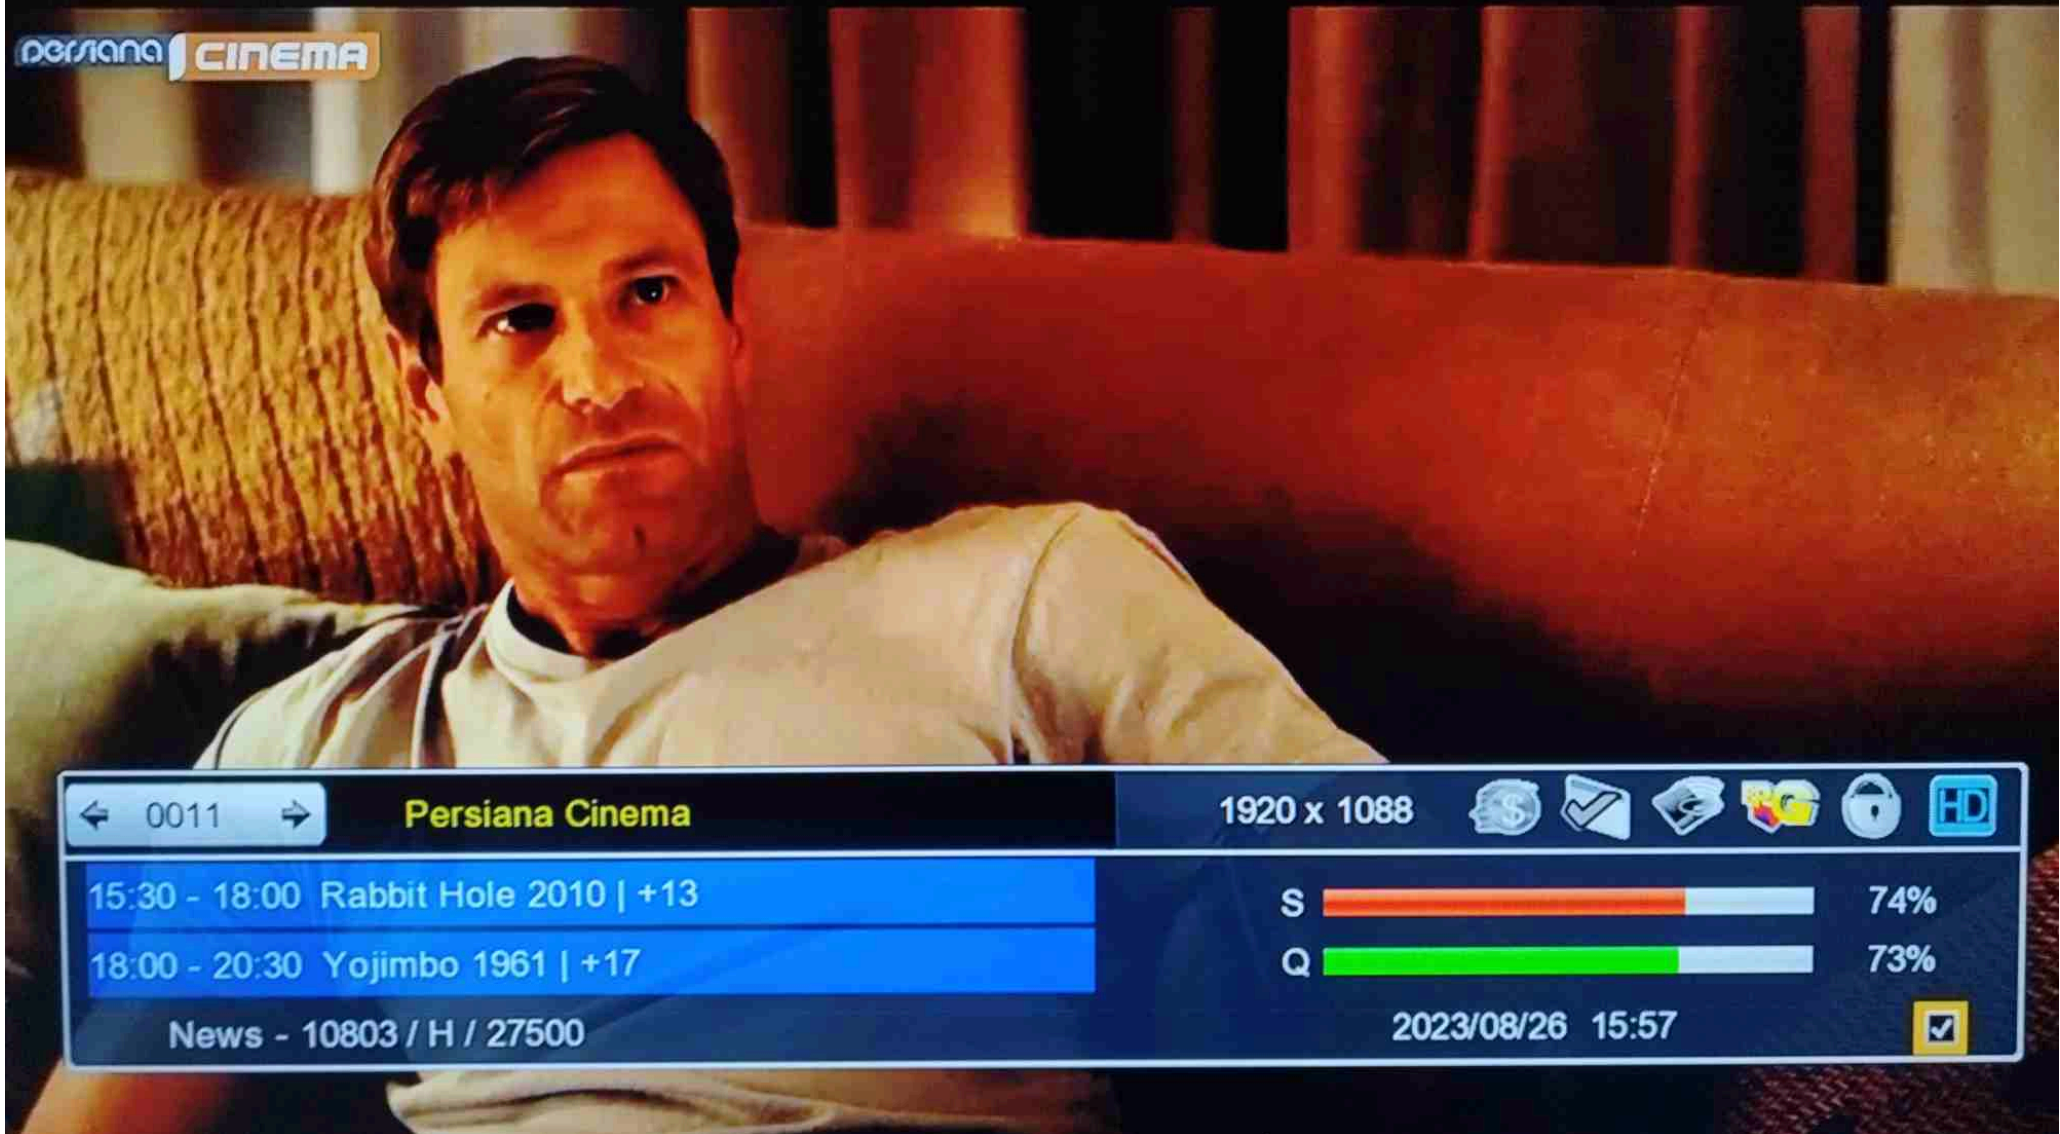 persiana CINEMA
0011
Persiana Cinema
1920 x 1088
HD
15:30 - 18:00 Rabbit Hole 2010 | +13
S 74%
18:00 - 20:30 Yojimbo 1961 | +17
Q 73%
News - 10803 / H / 27500
2023/08/26 15:57